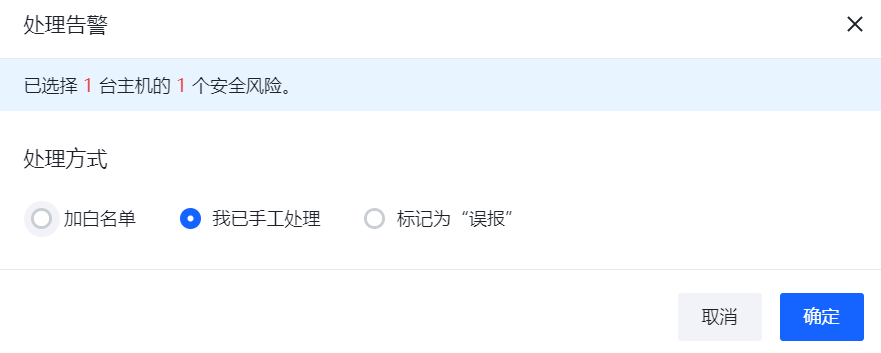 处理告警
已选择 1 台主机的 1 个安全风险。
处理方式
加白名单 我已手工处理 标记为“误报”
取消 确定